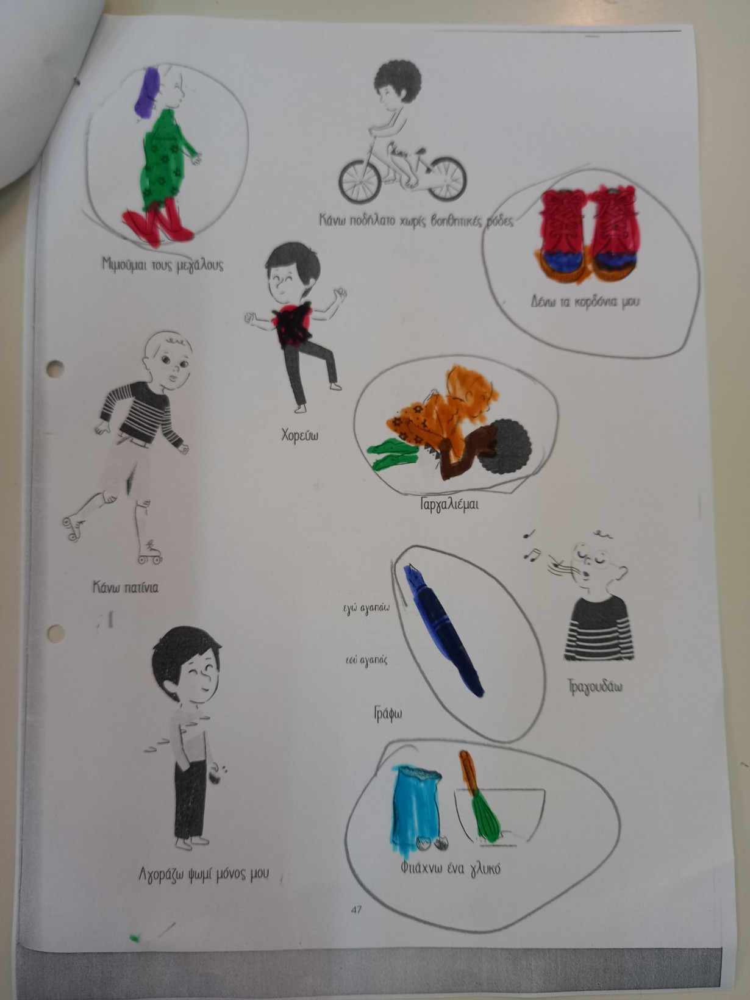 Κάνω ποδήλατο χωρίς βοηθητικές ρόδες
Μιμούμαι τους μεγάλους
Δένω τα κορδόνια μου
Χορεύω
Γαργαλιέμαι
Κάνω πατίνια
εγώ αγαπάω
εσύ αγαπάς
Τραγουδάω
Γράφω
Αγοράζω ψωμί μόνος μου
Φτιάχνω ένα γλυκό
47